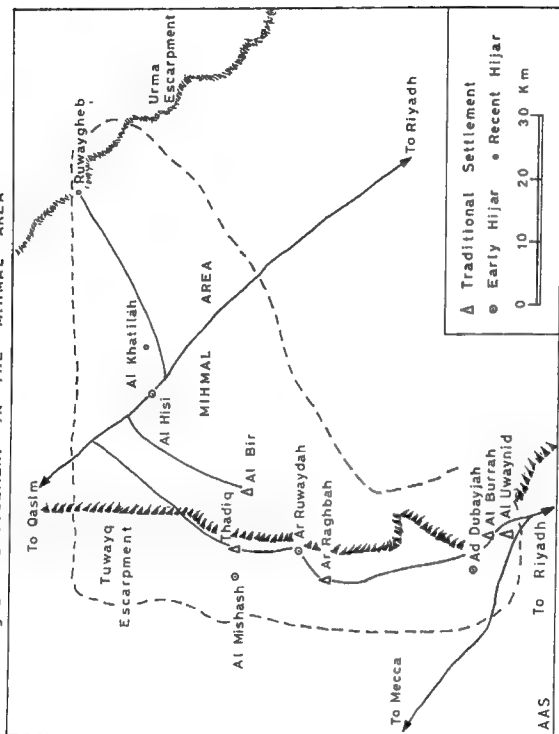 IN THE MIHMAL AREA
To Qasim
Ruwaygheb
Urma
Escarpment
Tuwayq
Escarpment
Al Khatilah
Al Hisi
MIHMAL AREA
To Riyadh
Al Bir
Thadiq
Al Mishash
Ar Ruwaydah
Ar Raghbah
Ad Dubayjah
Al Burrah
Al Uwaynid
To Mecca
To Riyadh
Traditional Settlement
Early Hijar
Recent Hijar
0 10 20 30 Km
AAS